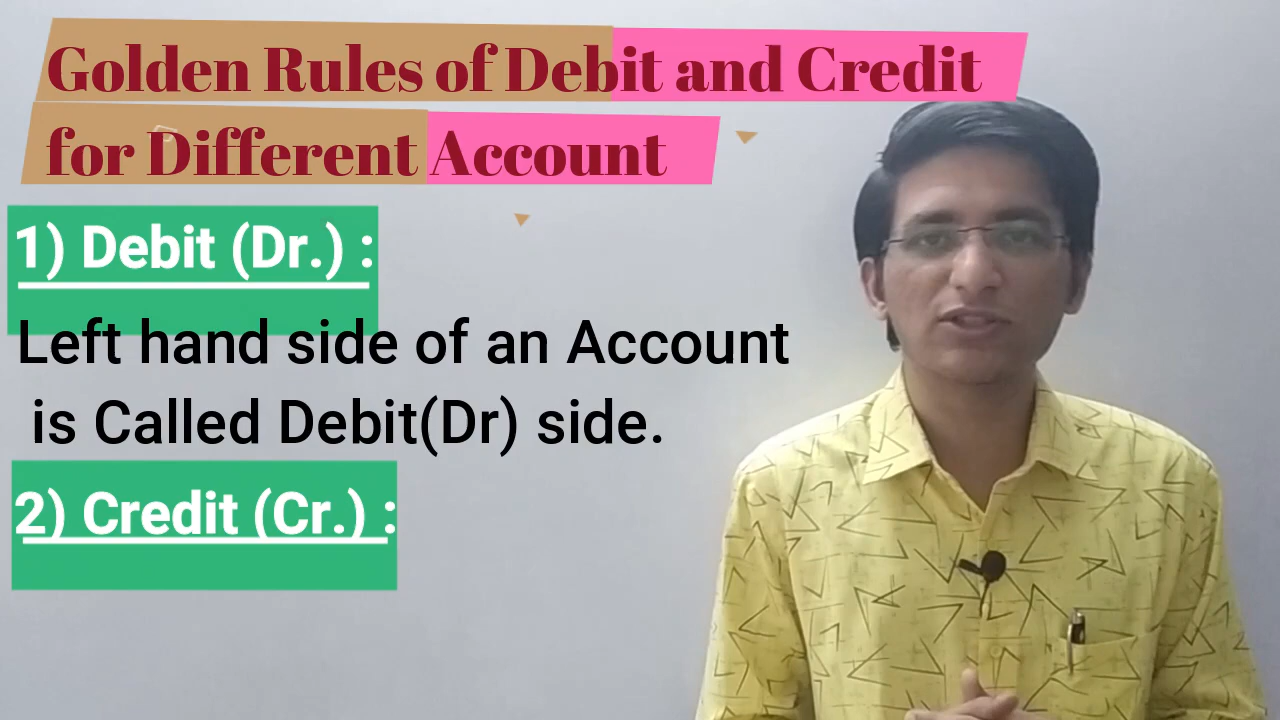 Golden Rules of Debit and Credit
for Different Account
1) Debit (Dr.) :
Left hand side of an Account
is Called Debit(Dr) side.
2) Credit (Cr.) :